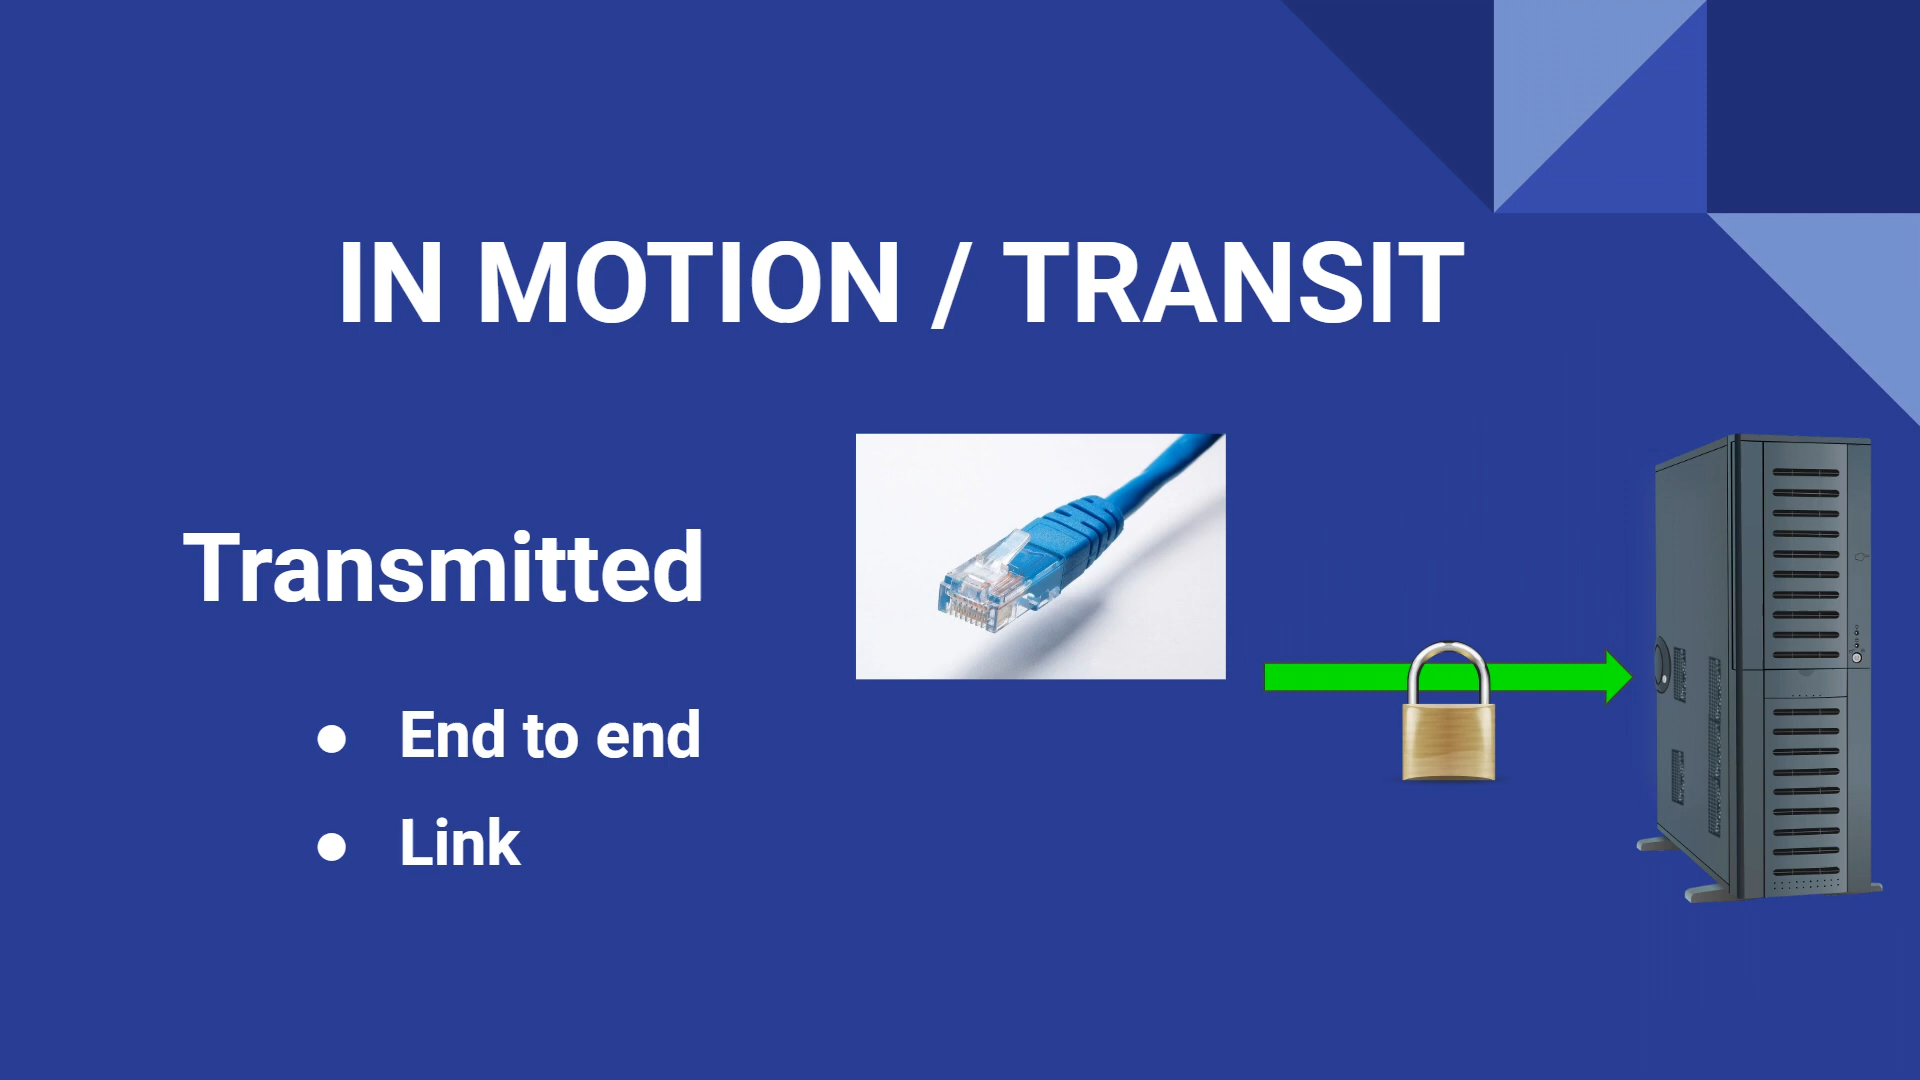 IN MOTION / TRANSIT
Transmitted
● End to end
● Link